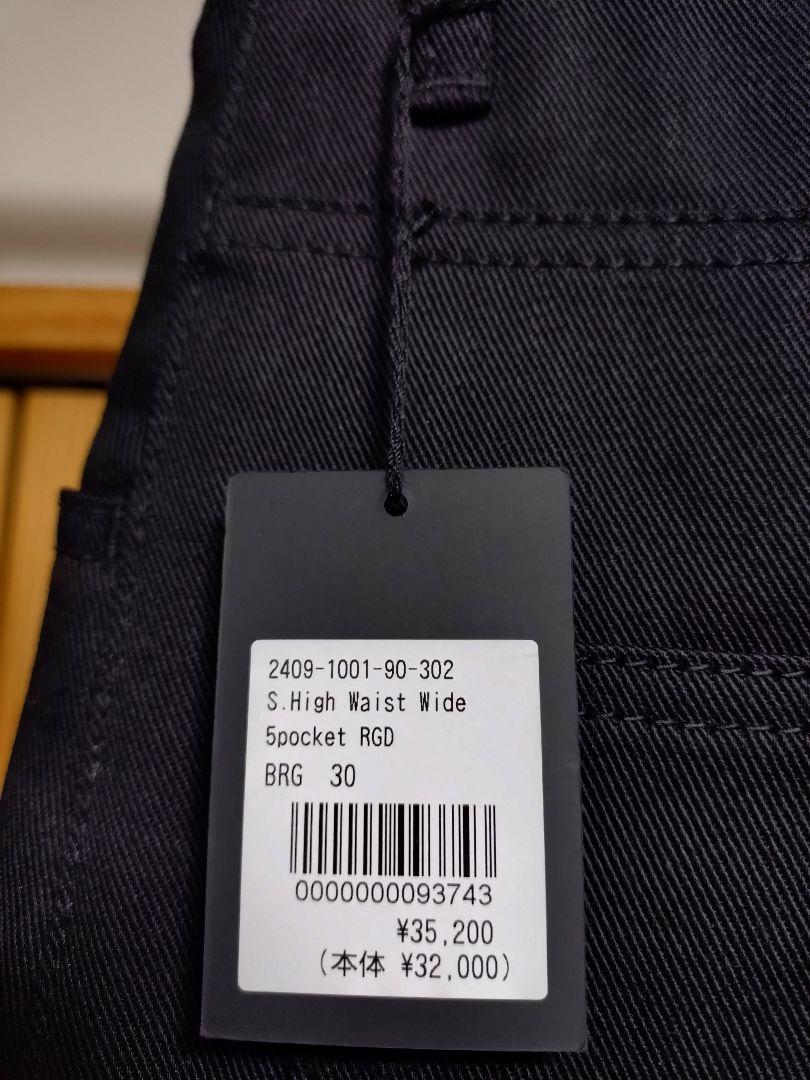 2409-1001-90-302
S.High Waist Wide
5pocket RGD
BRG 30
0000000093743
¥35,200
(本体 ¥32,000)